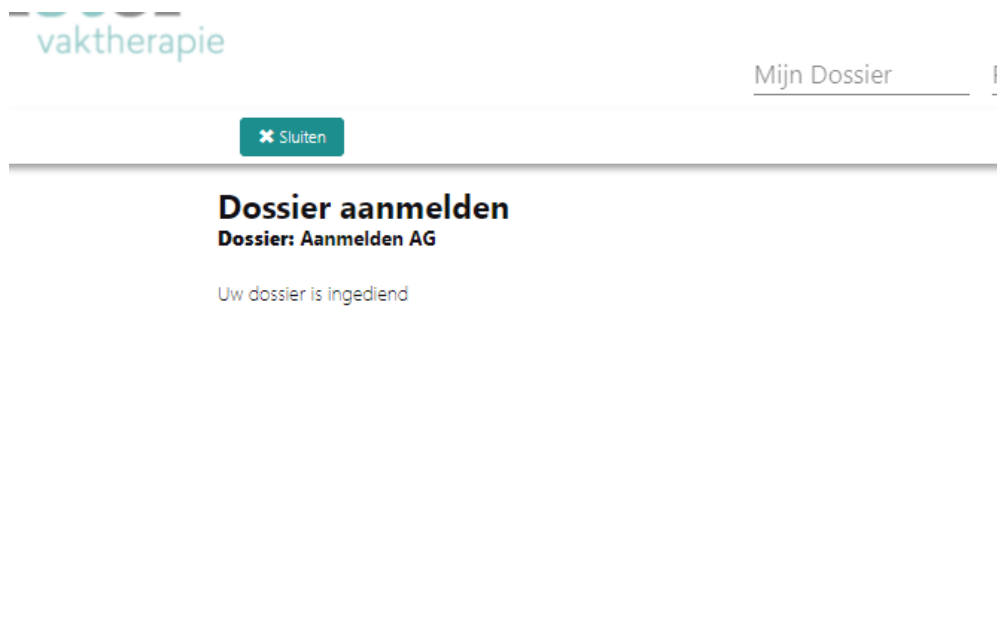 vaktherapie
Mijn Dossier
Sluiten
Dossier aanmelden
Dossier: Aanmelden AG
Uw dossier is ingediend